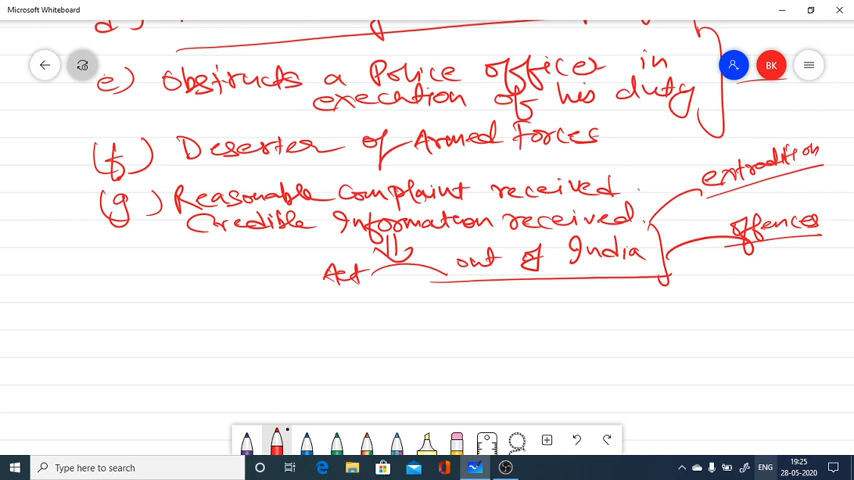 Microsoft Whiteboard
BK
e) Obstructs a Police officer in
execution of his duty
(f) Deserter of Armed Forces
(g) Reasonable Complaint received.
Credible Information received.
extradition
offences
Act out of India
Type here to search
ENG
19:25
28-05-2020